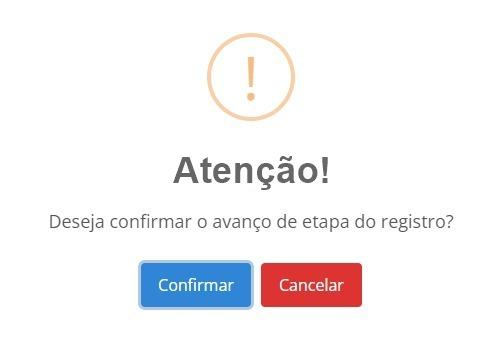 !
Atenção!
Deseja confirmar o avanço de etapa do registro?
Confirmar
Cancelar